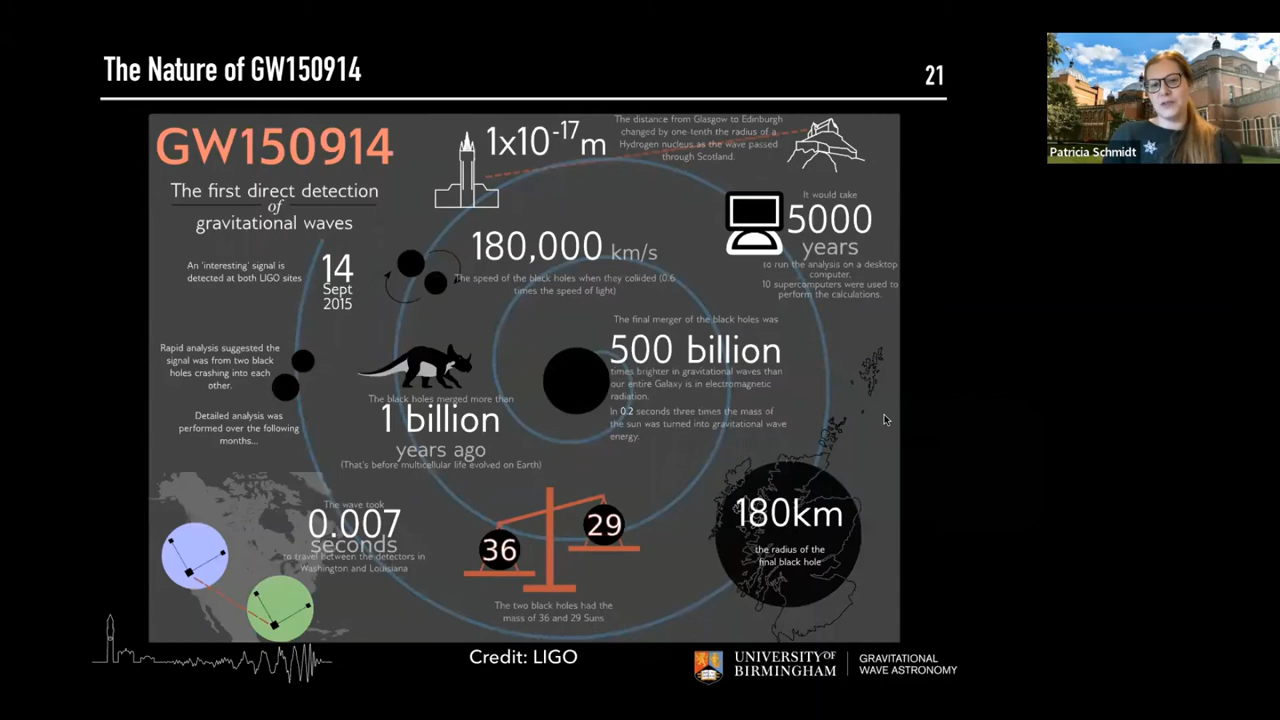 The Nature of GW150914
21
Patricia Schmidt
GW150914
The first direct detection
of
gravitational waves
1x10-17m
The distance from Glasgow to Edinburgh
changed by one-tenth the radius of a
Hydrogen nucleus as the wave passed
through Scotland.
It would take
5000
years
to run the analysis on a desktop
computer.
10 supercomputers were used to
perform the calculations.
180,000 km/s
The speed of the black holes when they collided (0.6
times the speed of light)
An 'interesting' signal is
detected at both LIGO sites
14
Sept
2015
Rapid analysis suggested the
signal was from two black
holes crashing into each
other.
Detailed analysis was
performed over the following
months...
The black holes merged more than
1 billion
years ago
(That's before multicellular life evolved on Earth)
The final merger of the black holes was
500 billion
times brighter in gravitational waves than
our entire Galaxy is in electromagnetic
radiation.
In 0.2 seconds three times the mass of
the sun was turned into gravitational wave
energy.
The wave took
0.007
seconds
to travel between the detectors in
Washington and Louisiana
36
29
The two black holes had the
mass of 36 and 29 Suns
180km
the radius of the
final black hole
Credit: LIGO
UNIVERSITY OF
BIRMINGHAM
GRAVITATIONAL
WAVE ASTRONOMY